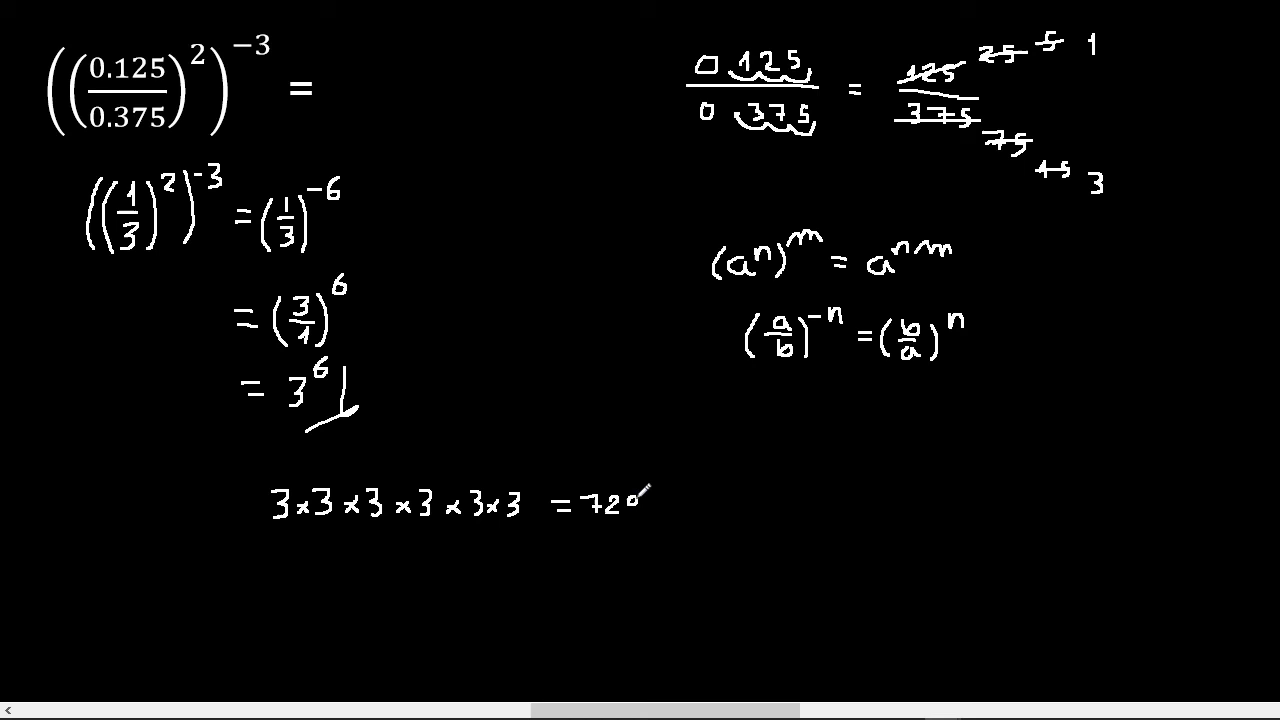 ((0.125/0.375)^2)^-3 =
0 125 / 0 375 = 125/375 25 5 1
75 15 3
((1/3)^2)^-3 = (1/3)^-6
= (3/1)^6
= 3^6
(a^n)^m = a^nm
(a/b)^-n = (b/a)^n
3×3×3×3×3×3 = 720